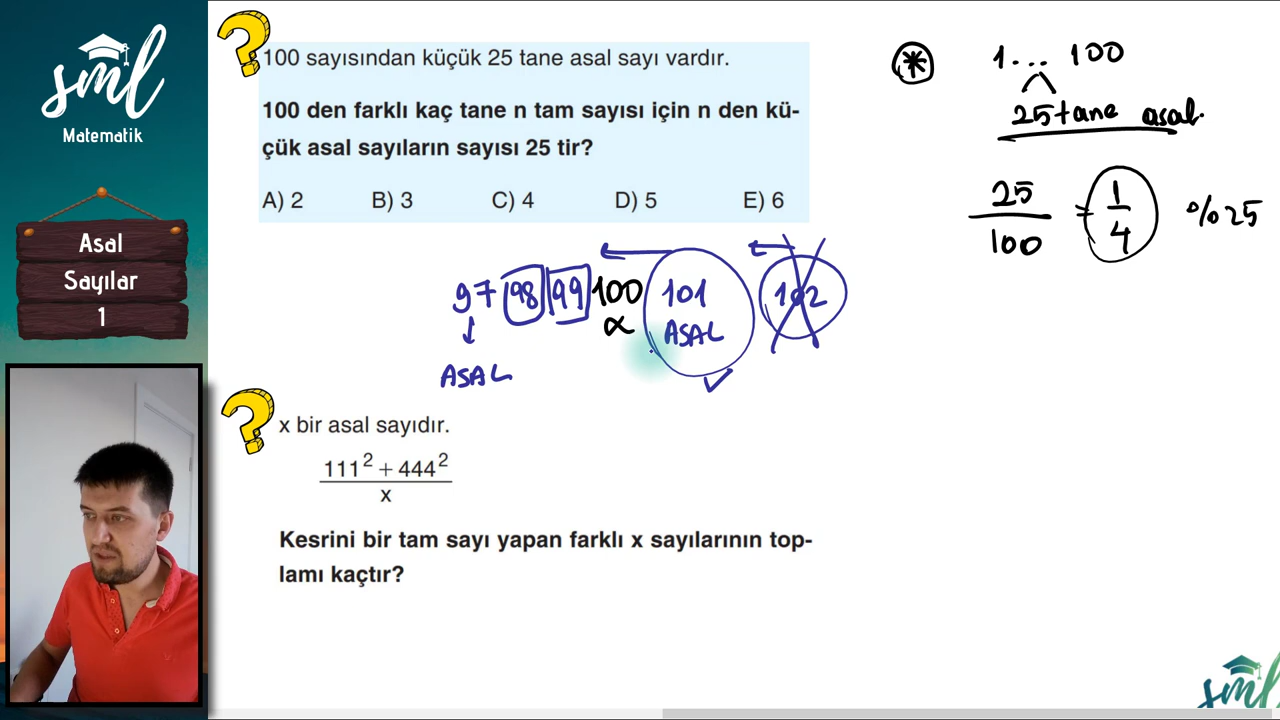 sml
Matematik
Asal
Sayılar
1
100 sayısından küçük 25 tane asal sayı vardır.
100 den farklı kaç tane n tam sayısı için n den kü-
çük asal sayıların sayısı 25 tir?
A) 2 B) 3 C) 4 D) 5 E) 6
97 98 99 100 101 102
α ASAL
ASAL
* 1... 100
25 tane asal.
25/100 = 1/4 %25
x bir asal sayıdır.
111² + 444²
x
Kesrini bir tam sayı yapan farklı x sayılarının top-
lamı kaçtır?
sml